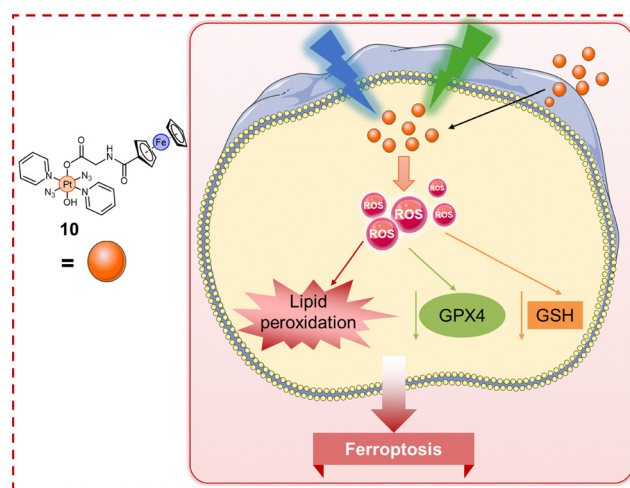 O
O
H
N
O
Fe
N
N₃
Pt
N₃
N
OH
10
=
ROS
ROS
ROS
ROS
ROS
Lipid
peroxidation
GPX4
GSH
Ferroptosis